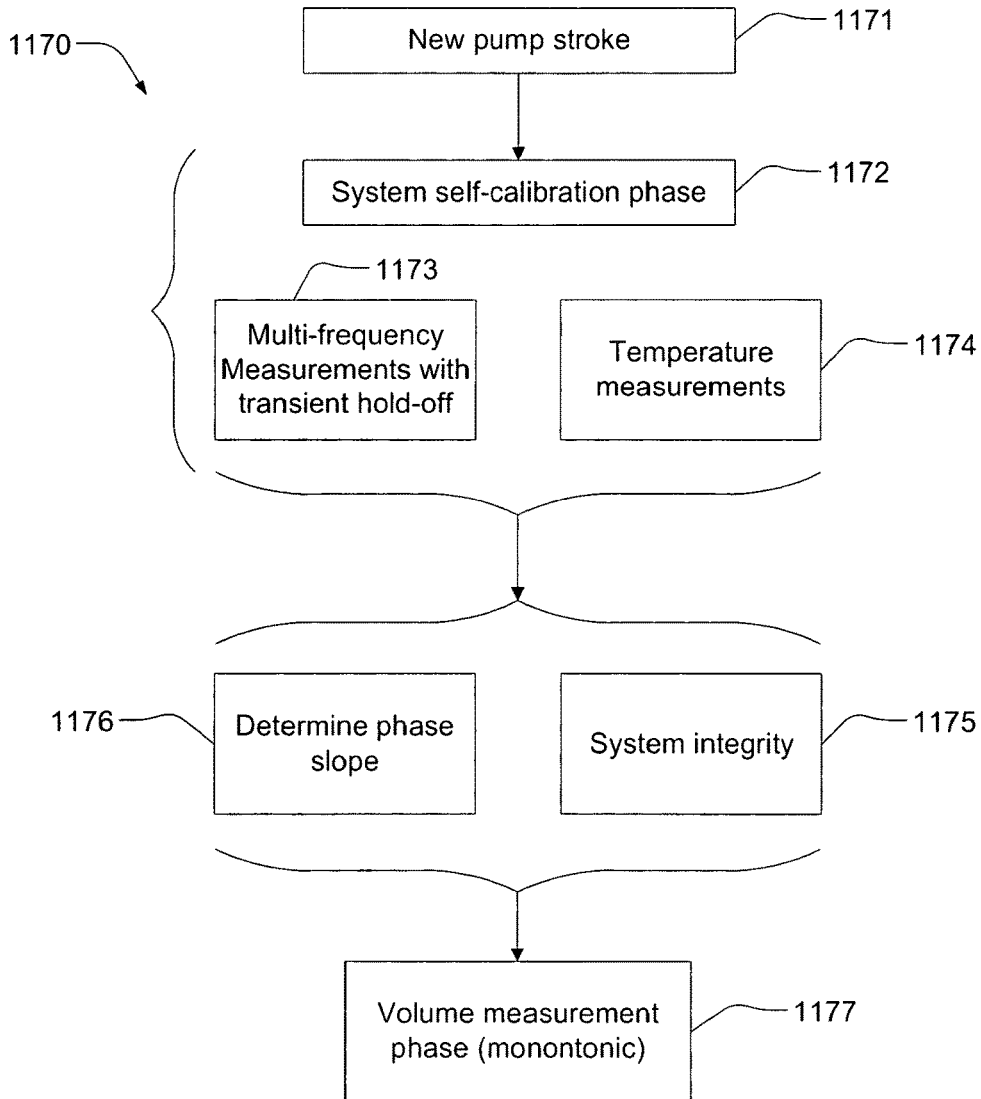 1170
New pump stroke
1171
System self-calibration phase
1172
1173
Multi-frequency
Measurements with
transient hold-off
Temperature
measurements
1174
1176
Determine phase
slope
System integrity
1175
Volume measurement
phase (monontonic)
1177